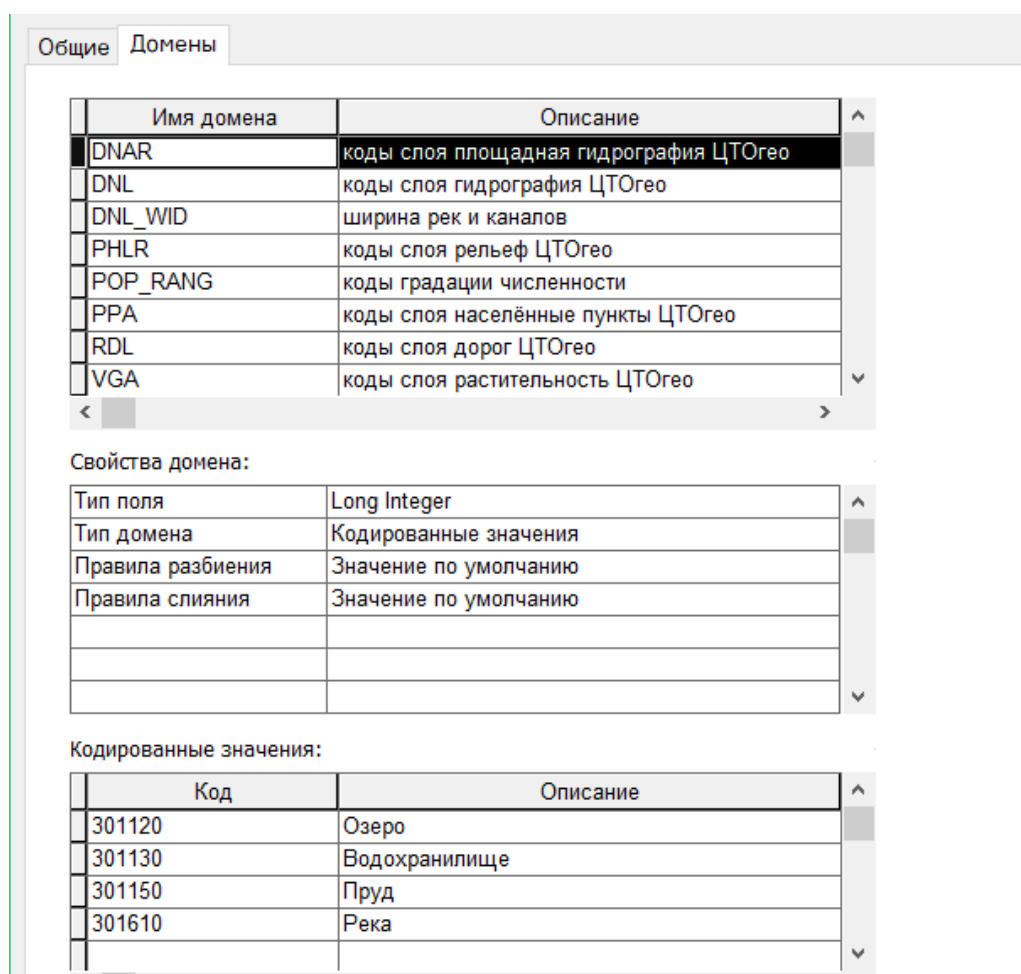 Общие Домены
Имя домена Описание
DNAR коды слоя площадная гидрография ЦТОгео
DNL коды слоя гидрография ЦТОгео
DNL_WID ширина рек и каналов
PHLR коды слоя рельеф ЦТОгео
POP_RANG коды градации численности
PPA коды слоя населённые пункты ЦТОгео
RDL коды слоя дорог ЦТОгео
VGA коды слоя растительность ЦТОгео
Свойства домена:
Тип поля Long Integer
Тип домена Кодированные значения
Правила разбиения Значение по умолчанию
Правила слияния Значение по умолчанию
Кодированные значения:
Код Описание
301120 Озеро
301130 Водохранилище
301150 Пруд
301610 Река